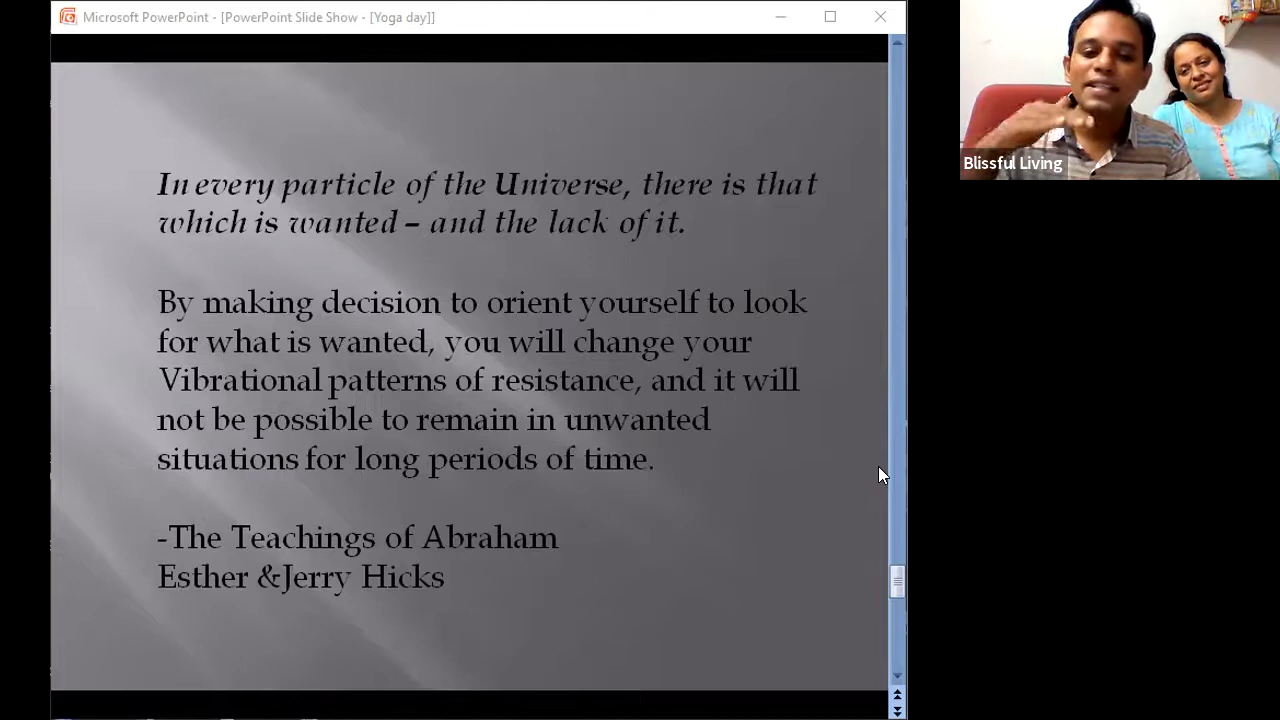 Microsoft PowerPoint - [PowerPoint Slide Show - [Yoga day]]
In every particle of the Universe, there is that
which is wanted – and the lack of it.
By making decision to orient yourself to look
for what is wanted, you will change your
Vibrational patterns of resistance, and it will
not be possible to remain in unwanted
situations for long periods of time.
-The Teachings of Abraham
Esther &Jerry Hicks
Blissful Living